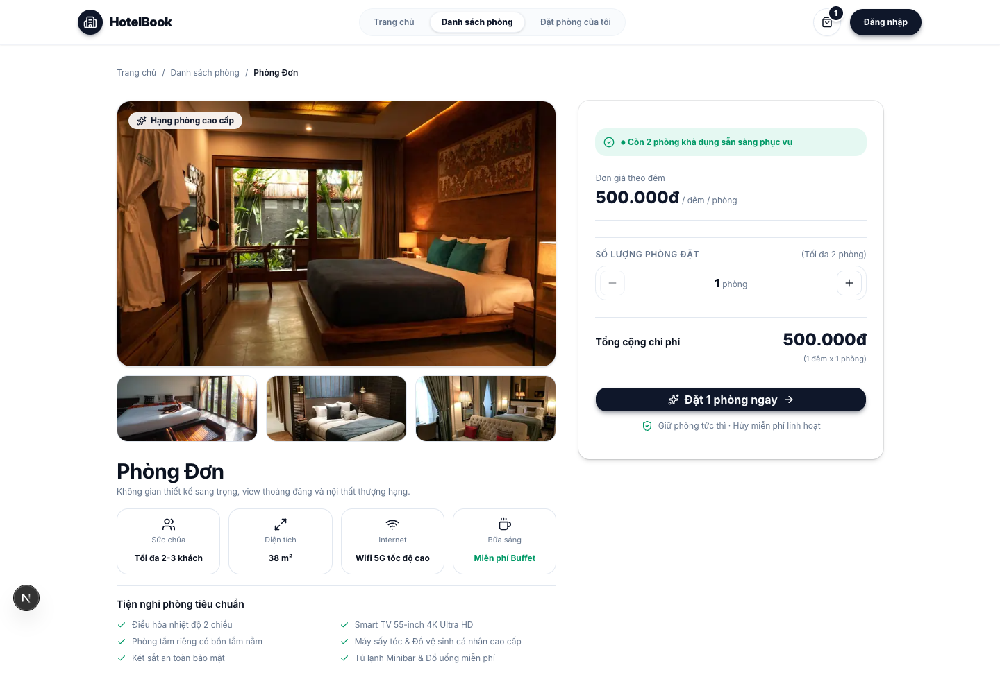 HotelBook
Trang chủ
Danh sách phòng
Đặt phòng của tôi
1
Đăng nhập
Trang chủ / Danh sách phòng / Phòng Đơn
Hạng phòng cao cấp
Phòng Đơn
Không gian thiết kế sang trọng, view thoáng đãng và nội thất thượng hạng.
Sức chứa
Tối đa 2-3 khách
Diện tích
38 m²
Internet
Wifi 5G tốc độ cao
Bữa sáng
Miễn phí Buffet
Tiện nghi phòng tiêu chuẩn
Điều hòa nhiệt độ 2 chiều
Smart TV 55-inch 4K Ultra HD
Phòng tắm riêng có bồn tắm nằm
Máy sấy tóc & Đồ vệ sinh cá nhân cao cấp
Két sắt an toàn bảo mật
Tủ lạnh Minibar & Đồ uống miễn phí
● Còn 2 phòng khả dụng sẵn sàng phục vụ
Đơn giá theo đêm
500.000đ / đêm / phòng
SỐ LƯỢNG PHÒNG ĐẶT
(Tối đa 2 phòng)
1 phòng
Tổng cộng chi phí
500.000đ
(1 đêm x 1 phòng)
Đặt 1 phòng ngay
Giữ phòng tức thì · Hủy miễn phí linh hoạt
N